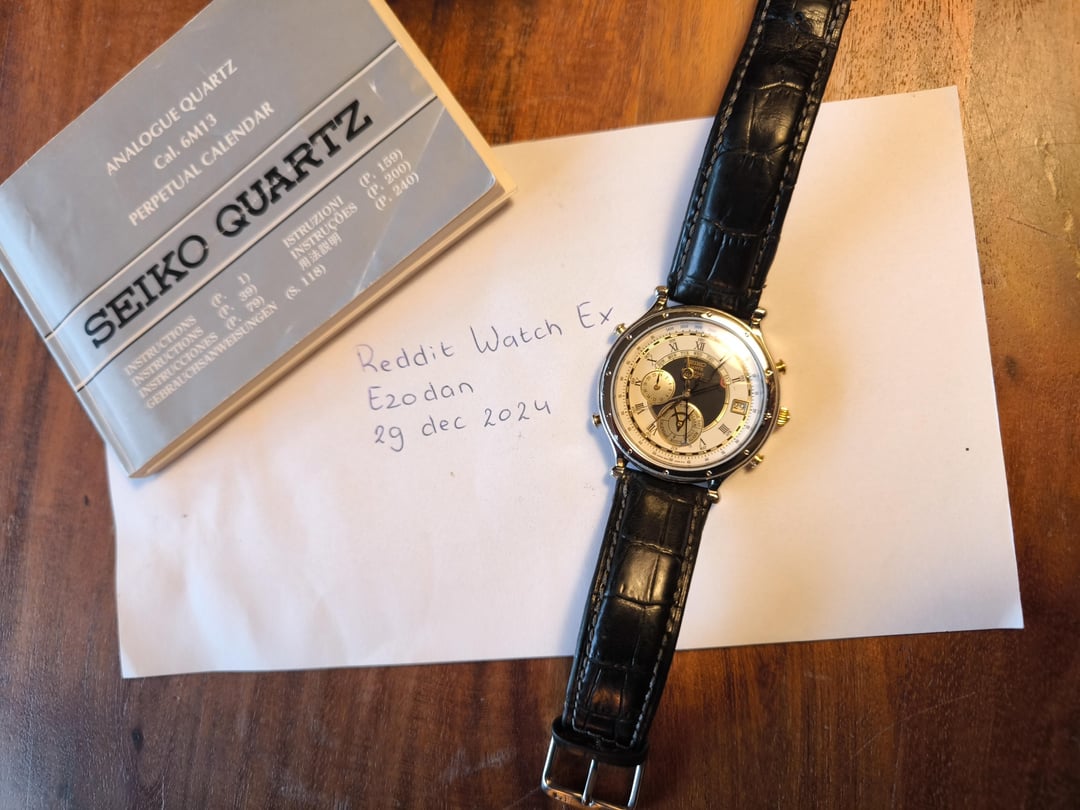 ANALOGUE QUARTZ
Cal. 6M13
PERPETUAL CALENDAR
SEIKO QUARTZ
INSTRUCTIONS (P. 1)
INSTRUCTIONS (P. 39)
INSTRUCCIONES (P. 79)
GEBRAUCHSANWEISUNGEN (S. 118)
ISTRUZIONI (P. 159)
INSTRUÇÕES (P. 200)
用法説明 (P. 240)
Reddit Watch Ex
Ezodan
29 dec 2024
XII